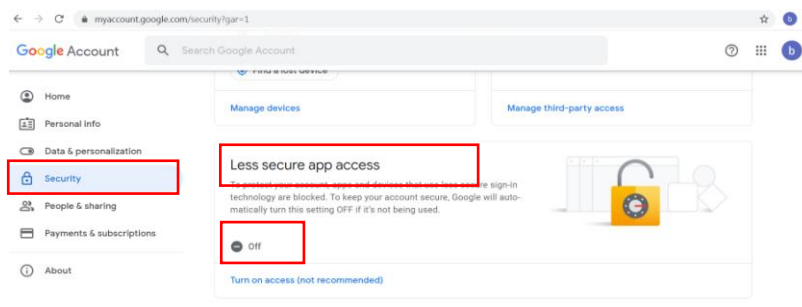 myaccount.google.com/security?gar=1
b
Google Account
Search Google Account
b
Find a lost device
Home
Manage devices
Manage third-party access
Personal info
Data & personalization
Less secure app access
Security
To protect your account, apps and devices that use less secure sign-in
technology are blocked. To keep your account secure, Google will auto-
matically turn this setting OFF if it's not being used.
People & sharing
Payments & subscriptions
Off
About
Turn on access (not recommended)